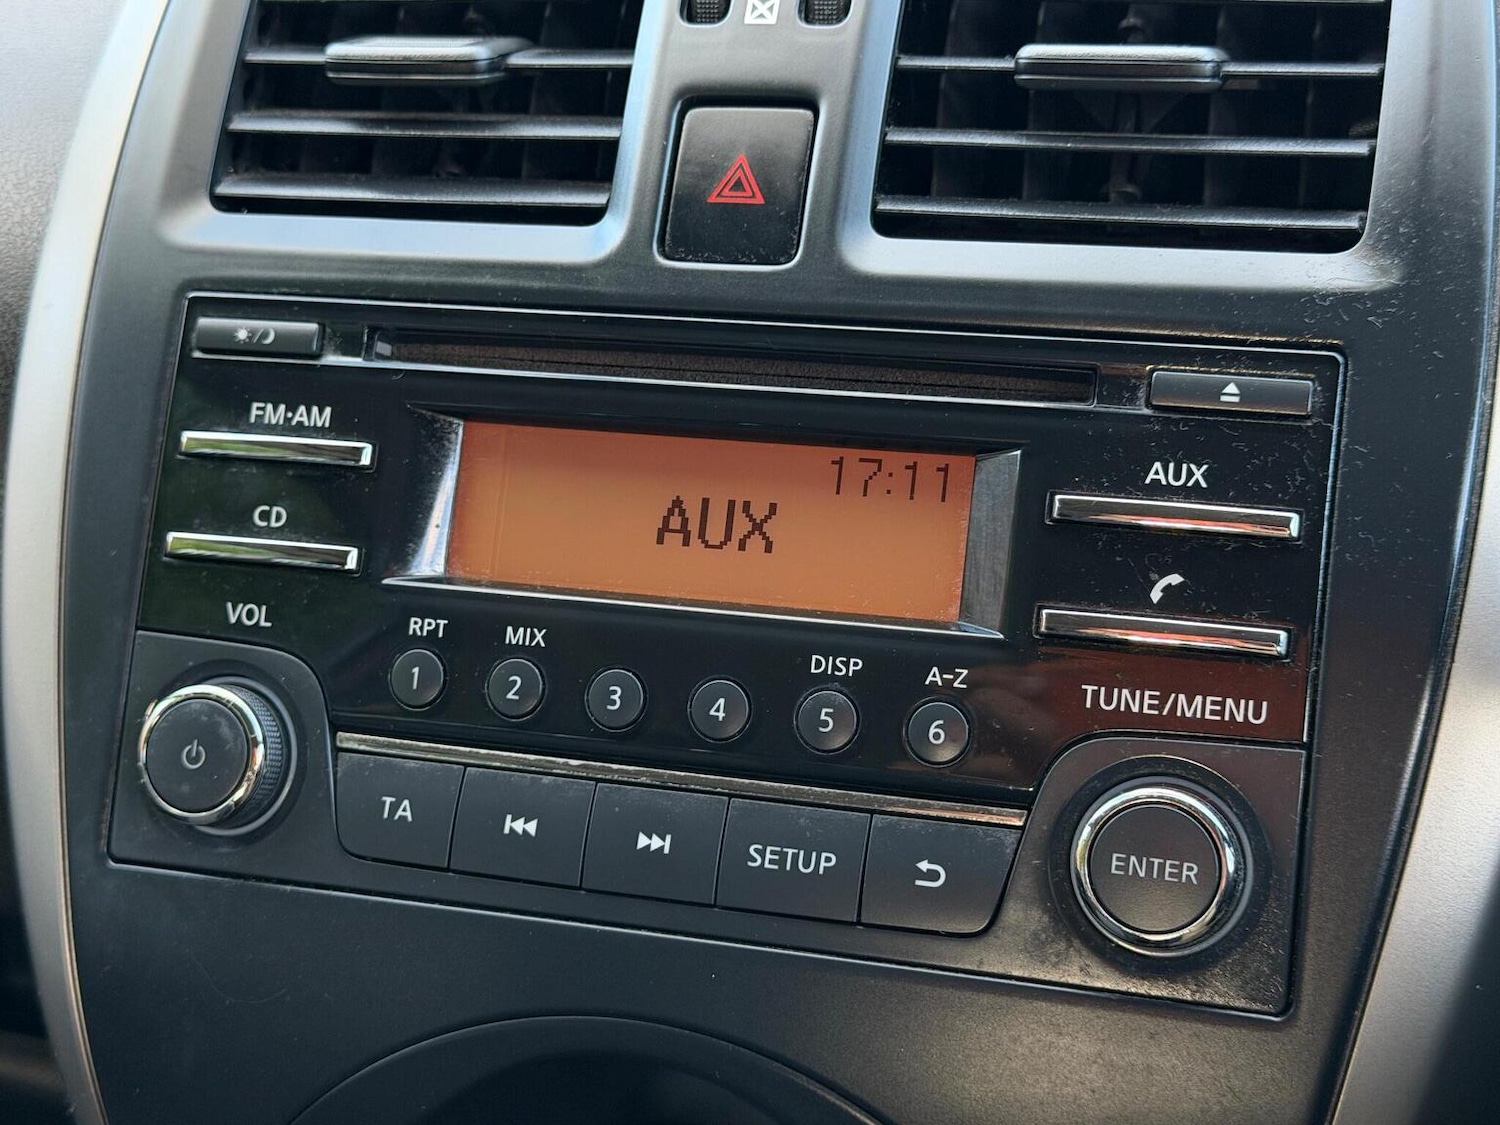 FM·AM
CD
VOL
17:11
AUX
AUX
RPT
MIX
DISP
A-Z
1
2
3
4
5
6
TUNE/MENU
TA
SETUP
ENTER